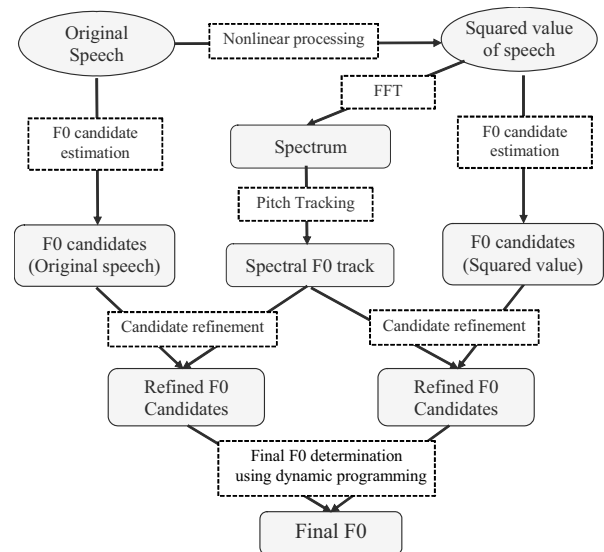 Original
Speech
Nonlinear processing
Squared value
of speech
FFT
F0 candidate
estimation
Spectrum
F0 candidate
estimation
Pitch Tracking
F0 candidates
(Original speech)
Spectral F0 track
F0 candidates
(Squared value)
Candidate refinement
Candidate refinement
Refined F0
Candidates
Refined F0
Candidates
Final F0 determination
using dynamic programming
Final F0